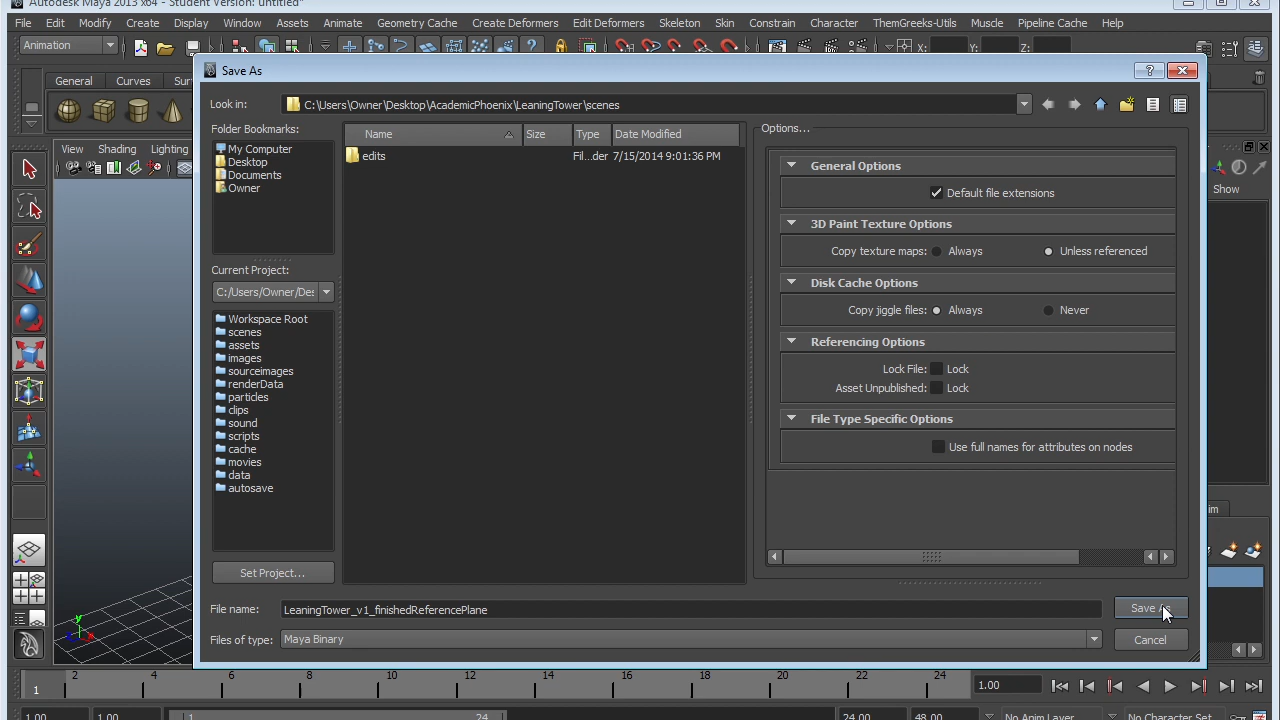 Autodesk Maya 2013 x64 - Student Version: untitled*
File Edit Modify Create Display Window Assets Animate Geometry Cache Create Deformers Edit Deformers Skeleton Skin Constrain Character ThemGreeks-Utils Muscle Pipeline Cache Help
Animation X: Y: Z:
Save As
General Curves Sur
Look in: C:\Users\Owner\Desktop\AcademicPhoenix\LeaningTower\scenes
Folder Bookmarks:
Name Size Type Date Modified
Options...
My Computer
Desktop
Documents
Owner
edits Fil...der 7/15/2014 9:01:36 PM
View Shading Lighting
General Options
Default file extensions
Show
3D Paint Texture Options
Copy texture maps: Always Unless referenced
Current Project:
C:/Users/Owner/Des
Disk Cache Options
Copy jiggle files: Always Never
Workspace Root
scenes
assets
images
sourceimages
renderData
particles
clips
sound
scripts
cache
movies
data
autosave
Referencing Options
Lock File: Lock
Asset Unpublished: Lock
File Type Specific Options
Use full names for attributes on nodes
im
Set Project...
File name: LeaningTower_v1_finishedReferencePlane Save As
Files of type: Maya Binary Cancel
y
x
1 2 4 6 8 10 12 14 16 18 20 22 24 1.00
1.00 1.00 1 24 24.00 48.00 No Anim Layer No Character Set